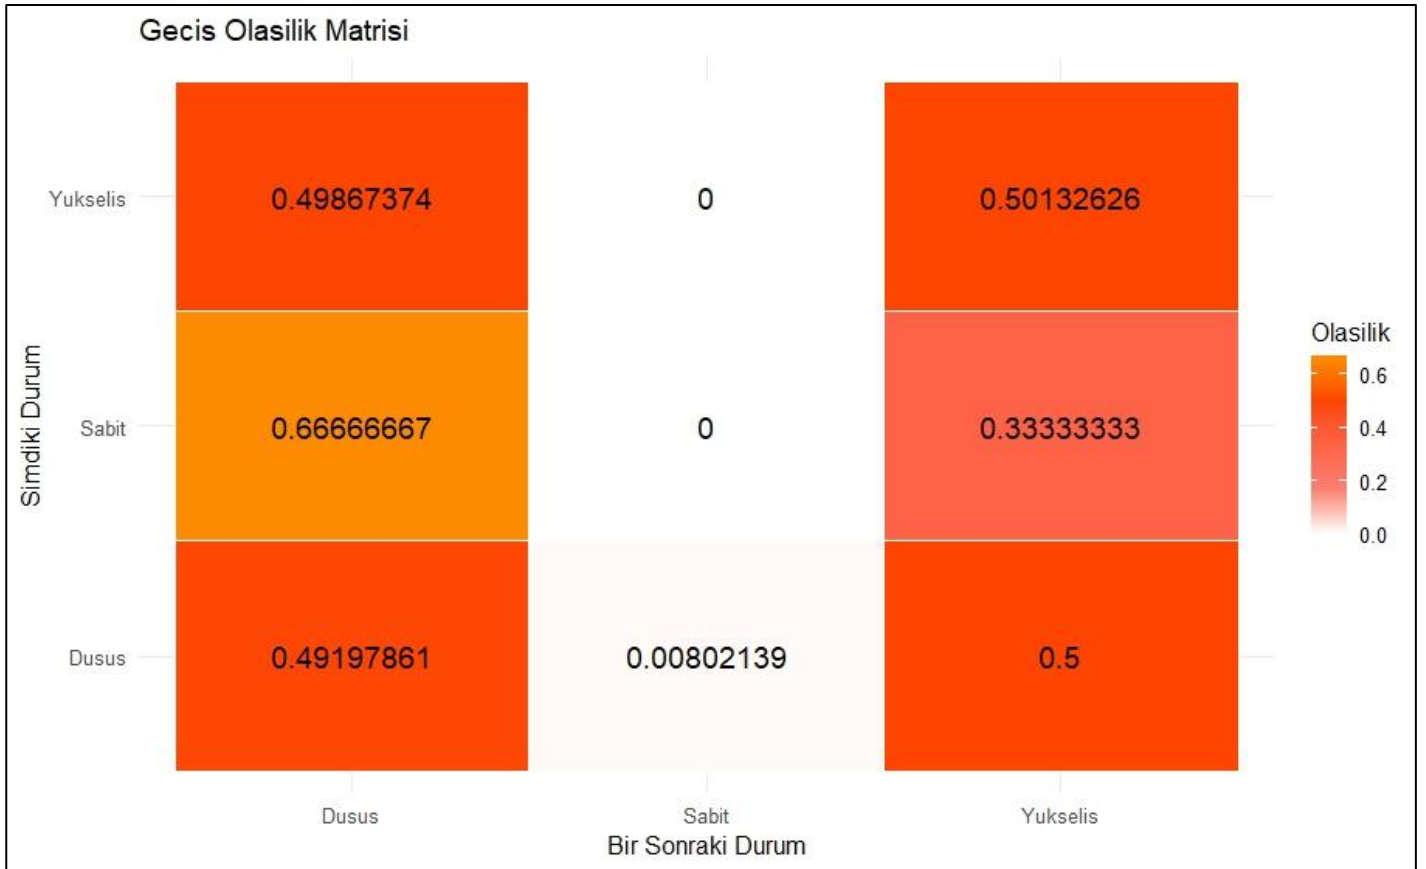 Gecis Olasilik Matrisi
Simdiki Durum
Yukselis
0.49867374
0
0.50132626
Sabit
0.66666667
0
0.33333333
Dusus
0.49197861
0.00802139
0.5
Dusus
Sabit
Yukselis
Bir Sonraki Durum
Olasilik
0.6
0.4
0.2
0.0